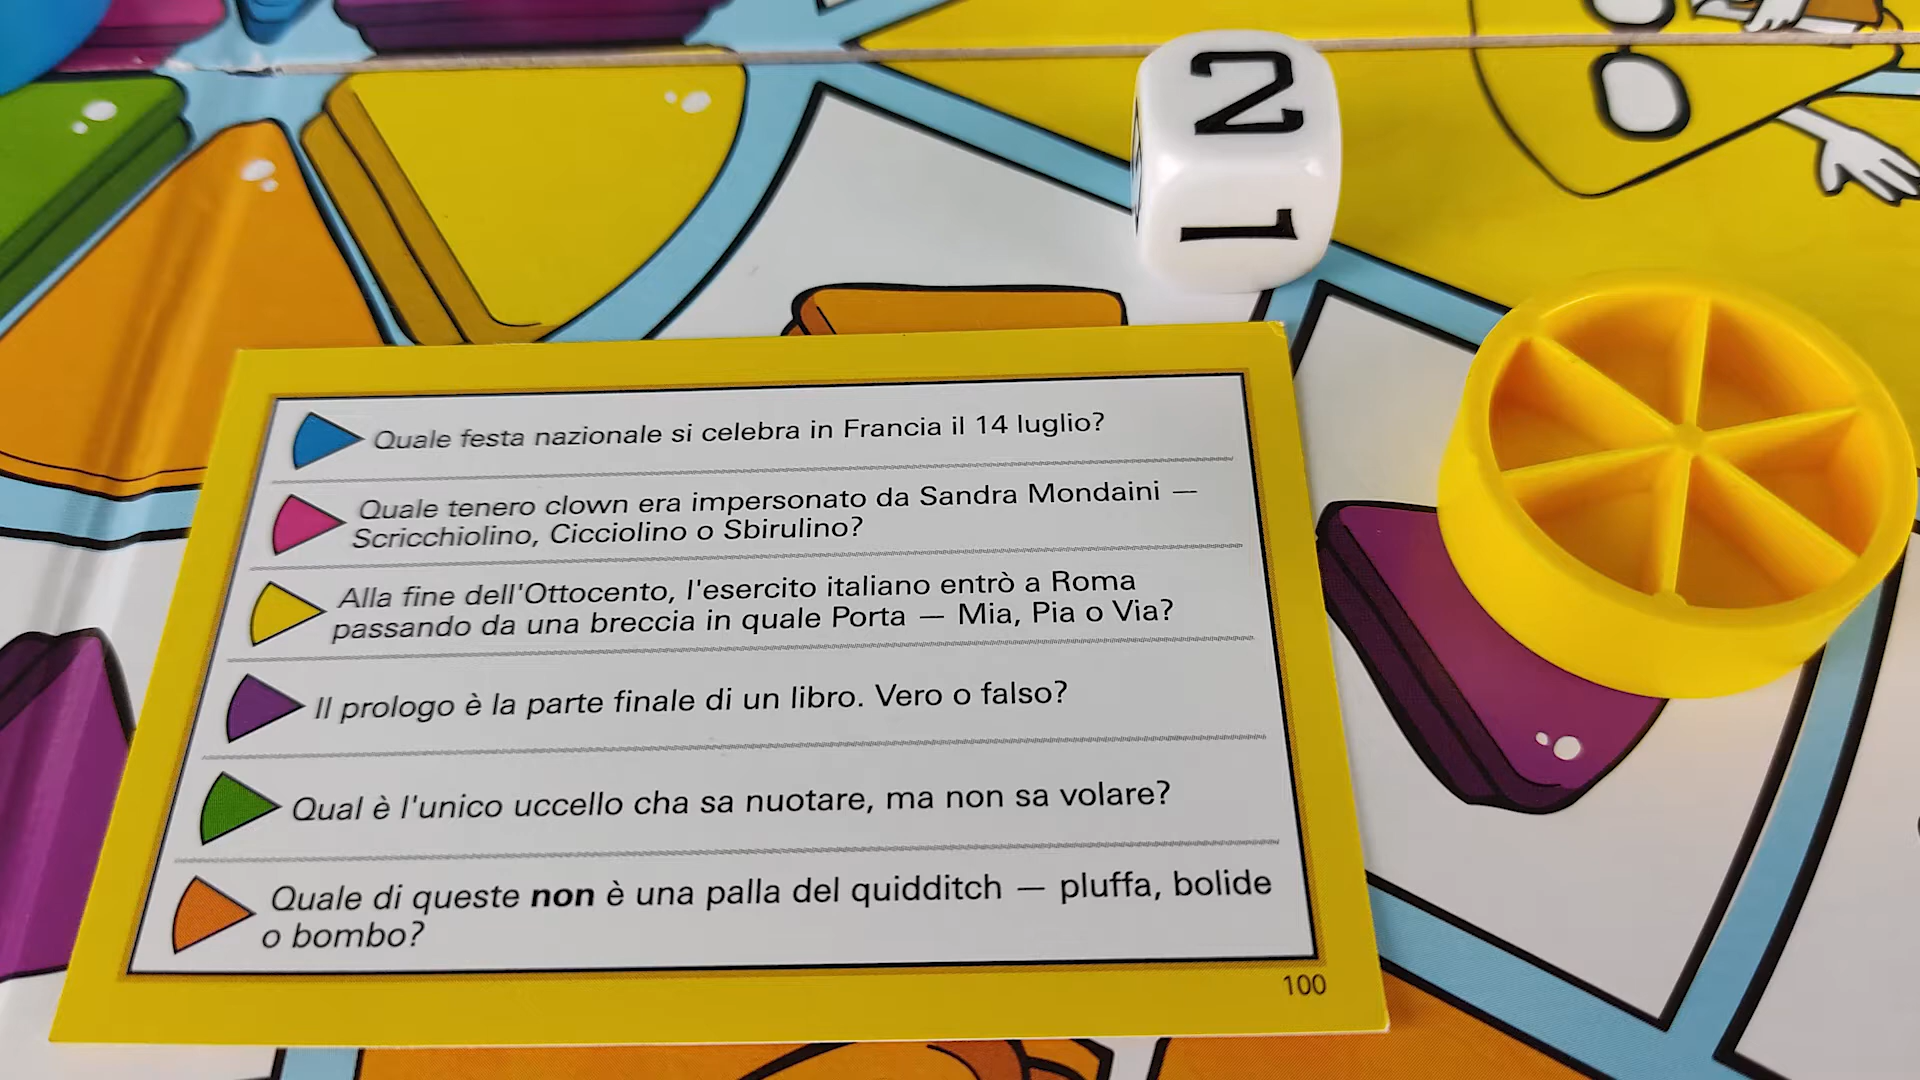 2
1
Quale festa nazionale si celebra in Francia il 14 luglio?
Quale tenero clown era impersonato da Sandra Mondaini —
Scricchiolino, Cicciolino o Sbirulino?
Alla fine dell'Ottocento, l'esercito italiano entrò a Roma
passando da una breccia in quale Porta — Mia, Pia o Via?
Il prologo è la parte finale di un libro. Vero o falso?
Qual è l'unico uccello cha sa nuotare, ma non sa volare?
Quale di queste non è una palla del quidditch — pluffa, bolide
o bombo?
100